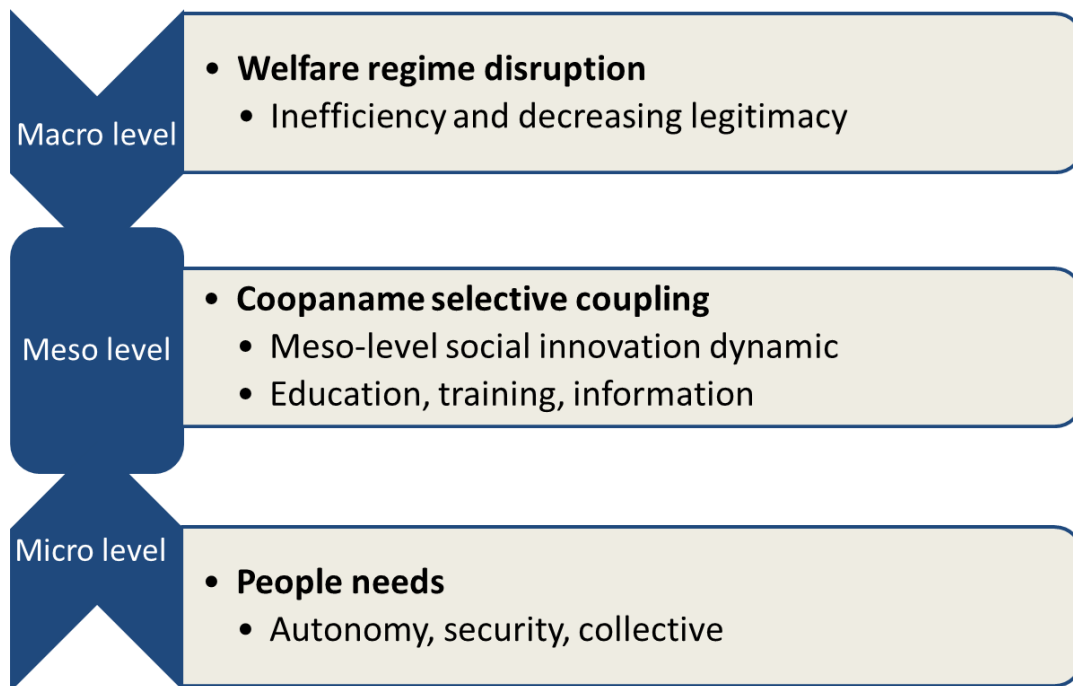 Macro level
• Welfare regime disruption
• Inefficiency and decreasing legitimacy
Meso level
• Coopaname selective coupling
• Meso-level social innovation dynamic
• Education, training, information
Micro level
• People needs
• Autonomy, security, collective